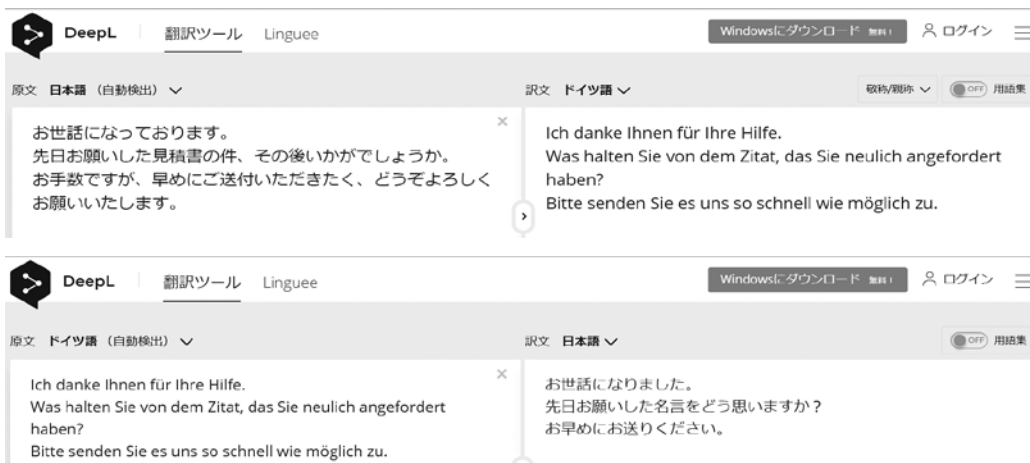 DeepL 翻訳ツール Linguee Windowsにダウンロード 無料! ログイン
原文 日本語 (自動検出) 訳文 ドイツ語 敬称/親称 OFF 用語集
お世話になっております。
先日お願いした見積書の件、その後いかがでしょうか。
お手数ですが、早めにご送付いただきたく、どうぞよろしく
お願いいたします。
Ich danke Ihnen für Ihre Hilfe.
Was halten Sie von dem Zitat, das Sie neulich angefordert
haben?
Bitte senden Sie es uns so schnell wie möglich zu.
DeepL 翻訳ツール Linguee Windowsにダウンロード 無料! ログイン
原文 ドイツ語 (自動検出) 訳文 日本語 OFF 用語集
Ich danke Ihnen für Ihre Hilfe.
Was halten Sie von dem Zitat, das Sie neulich angefordert
haben?
Bitte senden Sie es uns so schnell wie möglich zu.
お世話になりました。
先日お願いした名言をどう思いますか?
お早めにお送りください。